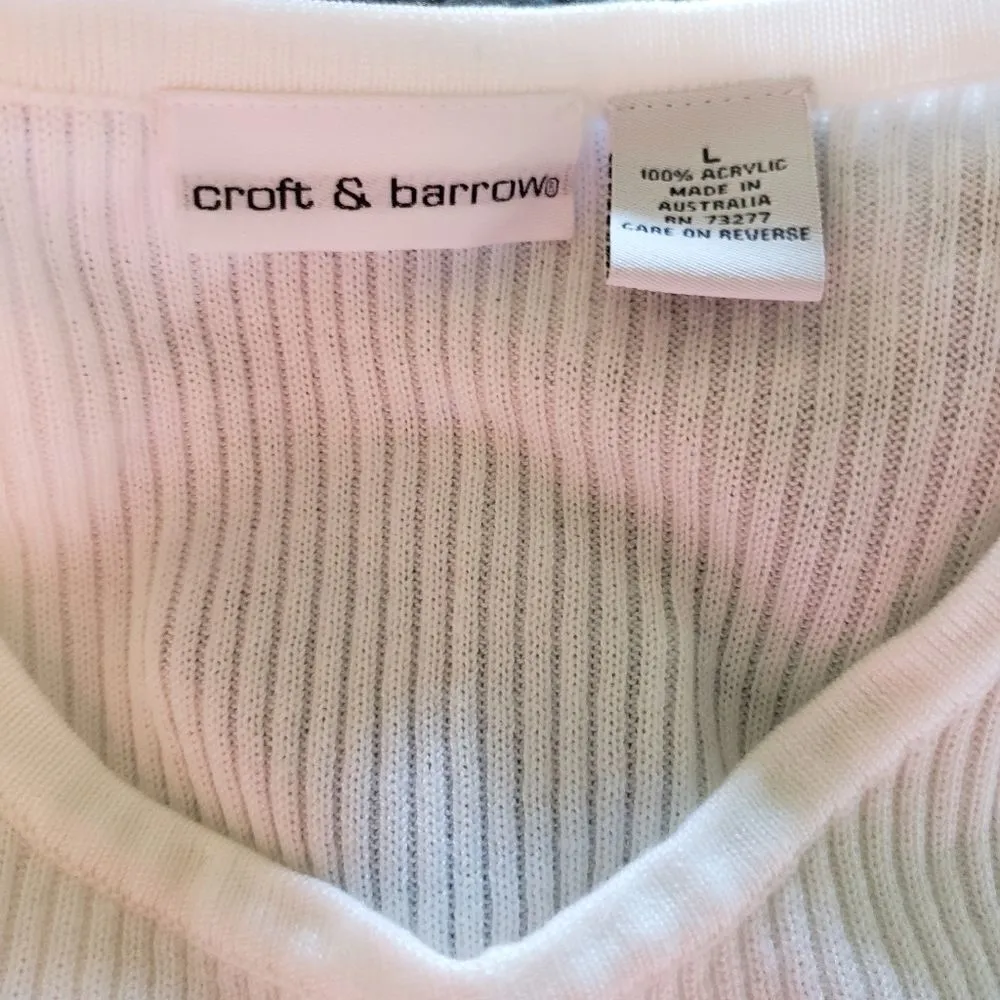 croft & barrow®
L
100% ACRYLIC
MADE IN
AUSTRALIA
RN 73277
CARE ON REVERSE